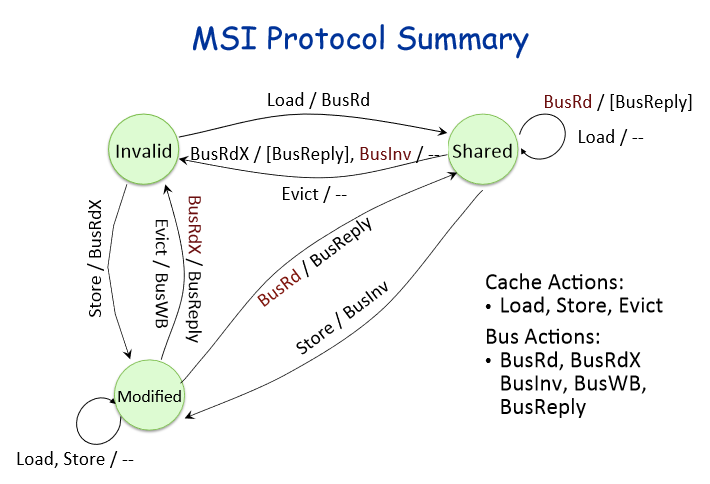 MSI Protocol Summary
Load / BusRd
BusRd / [BusReply]
Load / --
Invalid
BusRdX / [BusReply], BusInv / --
Shared
Evict / --
Store / BusRdX
Evict / BusWB
BusRdX / BusReply
BusRd / BusReply
Store / BusInv
Modified
Load, Store / --
Cache Actions:
• Load, Store, Evict
Bus Actions:
• BusRd, BusRdX
BusInv, BusWB,
BusReply